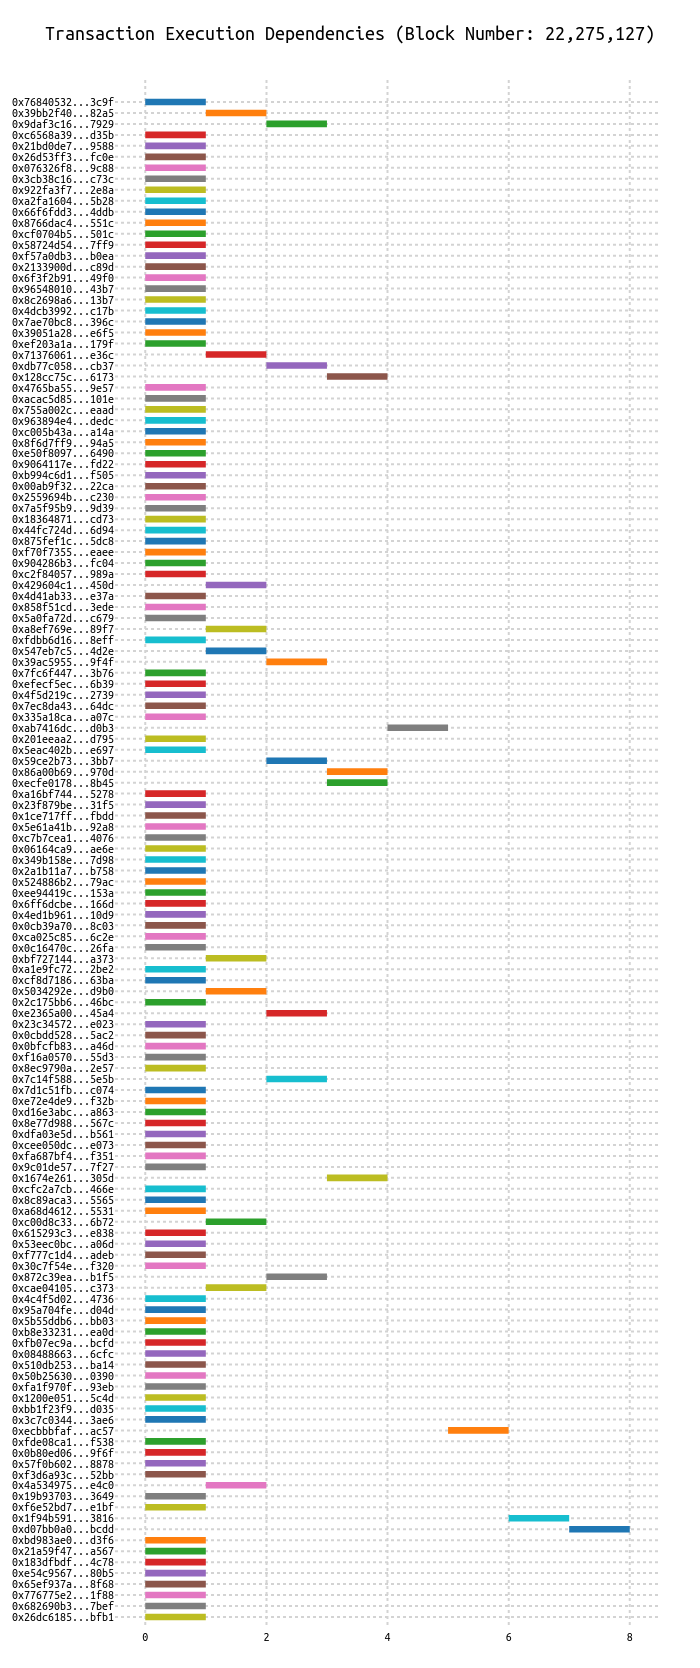 Transaction Execution Dependencies (Block Number: 22,275,127)
0x76840532...3c9f
0x39bb2f40...82a5
0x9daf3c16...7929
0xc6568a39...d35b
0x21bd0de7...9588
0x26d53ff3...fc0e
0x076326f8...9c88
0x3cb38c16...c73c
0x922fa3f7...2e8a
0xa2fa1604...5b28
0x66f6fdd3...4ddb
0x8766dac4...551c
0xcf0704b5...501c
0x58724d54...7ff9
0xf57a0db3...b0ea
0x2133900d...c89d
0x6f3f2b91...49f0
0x96548010...43b7
0x8c2698a6...13b7
0x4dcb3992...c17b
0x7ae70bc8...396c
0x39051a28...e6f5
0xef203a1a...179f
0x71376061...e36c
0xdb77c058...cb37
0x128cc75c...6173
0x4765ba55...9e57
0xacac5d85...101e
0x755a002c...eaad
0x963894e4...dedc
0xc005b43a...a14a
0x8f6d7ff9...94a5
0xe50f8097...6490
0x9064117e...fd22
0xb994c6d1...f505
0x00ab9f32...22ca
0x2559694b...c230
0x7a5f95b9...9d39
0x18364871...cd73
0x44fc724d...6d94
0x875fef1c...5dc8
0xf70f7355...eaee
0x904286b3...fc04
0xc2f84057...989a
0x429604c1...450d
0x4d41ab33...e37a
0x858f51cd...3ede
0x5a0fa72d...c679
0xa8ef769e...89f7
0xfdbb6d16...8eff
0x547eb7c5...4d2e
0x39ac5955...9f4f
0x7fc6f447...3b76
0xefecf5ec...6b39
0x4f5d219c...2739
0x7ec8da43...64dc
0x335a18ca...a07c
0xab7416dc...d0b3
0x201eeaa2...d795
0x5eac402b...e697
0x59ce2b73...3bb7
0x86a00b69...970d
0xecfe0178...8b45
0xa16bf744...5278
0x23f879be...31f5
0x1ce717ff...fbdd
0x5e61a41b...92a8
0xc7b7cea1...4076
0x06164ca9...ae6e
0x349b158e...7d98
0x2a1b11a7...b758
0x524886b2...79ac
0xee94419c...153a
0x6ff6dcbe...166d
0x4ed1b961...10d9
0x0cb39a70...8c03
0xca025c85...6c2e
0x0c16470c...26fa
0xbf727144...a373
0xa1e9fc72...2be2
0xcf8d7186...63ba
0x5034292e...d9b0
0x2c175bb6...46bc
0xe2365a00...45a4
0x23c34572...e023
0x0cbdd528...5ac2
0x0bfcfb83...a46d
0xf16a0570...55d3
0x8ec9790a...2e57
0x7c14f588...5e5b
0x7d1c51fb...c074
0xe72e4de9...f32b
0xd16e3abc...a863
0x8e77d988...567c
0xdfa03e5d...b561
0xcee050dc...e073
0xfa687bf4...f351
0x9c01de57...7f27
0x1674e261...305d
0xcfc2a7cb...466e
0x8c89aca3...5565
0xa68d4612...5531
0xc00d8c33...6b72
0x615293c3...e838
0x53eec0bc...a06d
0xf777c1d4...adeb
0x30c7f54e...f320
0x872c39ea...b1f5
0xcae04105...c373
0x4c4f5d02...4736
0x95a704fe...d04d
0x5b55ddb6...bb03
0xb8e33231...ea0d
0xfb07ec9a...bcfd
0x08488663...6cfc
0x510db253...ba14
0x50b25630...0390
0xfa1f970f...93eb
0x1200e051...5c4d
0xbb1f23f9...d035
0x3c7c0344...3ae6
0xecbbbfaf...ac57
0xfde08ca1...f538
0x0b80ed06...9f6f
0x57f0b602...8878
0xf3d6a93c...52bb
0x4a534975...e4c0
0x19b93703...3649
0xf6e52bd7...e1bf
0x1f94b591...3816
0xd07bb0a0...bcdd
0xbd983ae0...d3f6
0x21a59f47...a567
0x183dfbdf...4c78
0xe54c9567...80b5
0x65ef937a...8f68
0x776775e2...1f88
0x682690b3...7bef
0x26dc6185...bfb1
0 2 4 6 8